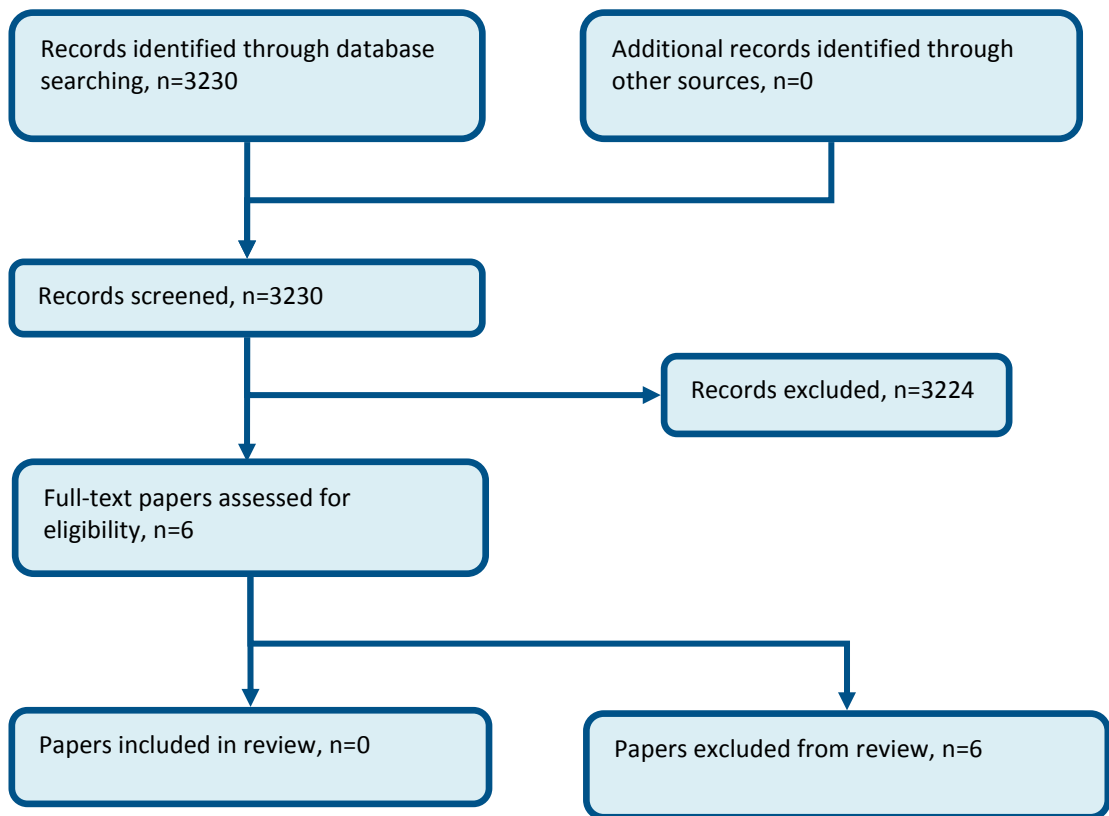 Records identified through database
searching, n=3230
Additional records identified through
other sources, n=0
Records screened, n=3230
Records excluded, n=3224
Full-text papers assessed for
eligibility, n=6
Papers included in review, n=0
Papers excluded from review, n=6